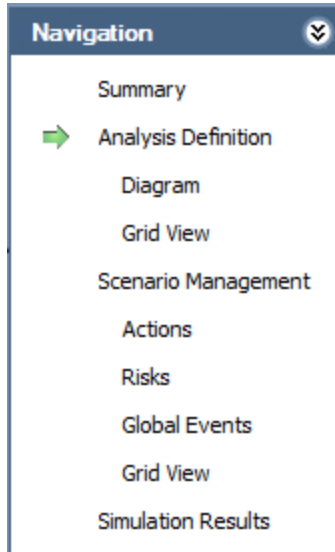 Navigation
Summary
Analysis Definition
Diagram
Grid View
Scenario Management
Actions
Risks
Global Events
Grid View
Simulation Results